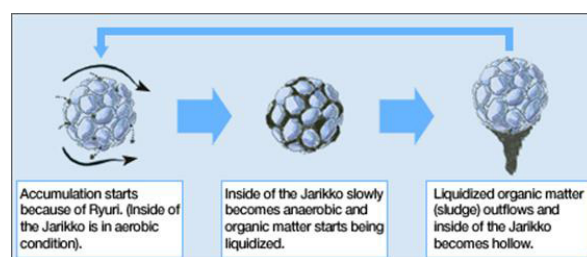 Accumulation starts
because of Ryuri. (Inside of
the Jarikko is in aerobic
condition).
Inside of the Jarikko slowly
becomes anaerobic and
organic matter starts being
liquidized.
Liquidized organic matter
(sludge) outflows and
inside of the Jarikko
becomes hollow.